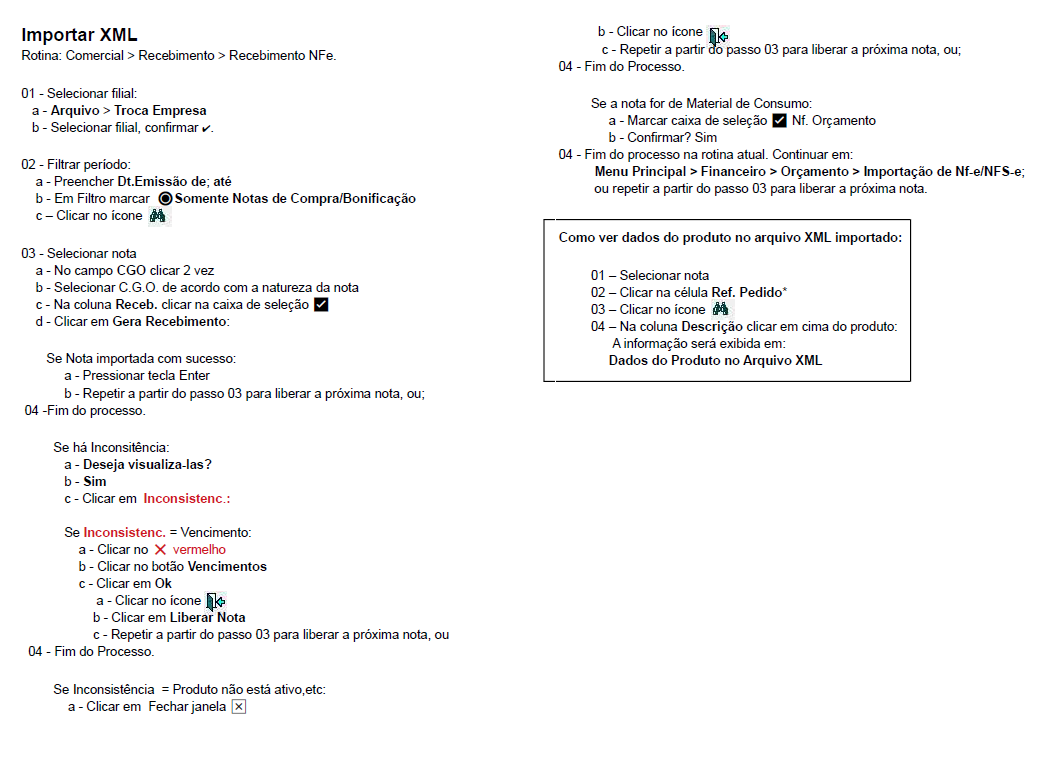 Importar XML
Rotina: Comercial > Recebimento > Recebimento NFe.
01 - Selecionar filial:
a - Arquivo > Troca Empresa
b - Selecionar filial, confirmar ✔.
02 - Filtrar período:
a - Preencher Dt.Emissão de; até
b - Em Filtro marcar Somente Notas de Compra/Bonificação
c – Clicar no ícone
03 - Selecionar nota
a - No campo CGO clicar 2 vez
b - Selecionar C.G.O. de acordo com a natureza da nota
c - Na coluna Receb. clicar na caixa de seleção
d - Clicar em Gera Recebimento:
Se Nota importada com sucesso:
a - Pressionar tecla Enter
b - Repetir a partir do passo 03 para liberar a próxima nota, ou;
04 -Fim do processo.
Se há Inconsitência:
a - Deseja visualiza-las?
b - Sim
c - Clicar em Inconsistenc.:
Se Inconsistenc. = Vencimento:
a - Clicar no ✕ vermelho
b - Clicar no botão Vencimentos
c - Clicar em Ok
a - Clicar no ícone
b - Clicar em Liberar Nota
c - Repetir a partir do passo 03 para liberar a próxima nota, ou
04 - Fim do Processo.
Se Inconsistência = Produto não está ativo,etc:
a - Clicar em Fechar janela
b - Clicar no ícone
c - Repetir a partir do passo 03 para liberar a próxima nota, ou;
04 - Fim do Processo.
Se a nota for de Material de Consumo:
a - Marcar caixa de seleção Nf. Orçamento
b - Confirmar? Sim
04 - Fim do processo na rotina atual. Continuar em:
Menu Principal > Financeiro > Orçamento > Importação de Nf-e/NFS-e;
ou repetir a partir do passo 03 para liberar a próxima nota.
Como ver dados do produto no arquivo XML importado:
01 – Selecionar nota
02 – Clicar na célula Ref. Pedido*
03 – Clicar no ícone
04 – Na coluna Descrição clicar em cima do produto:
A informação será exibida em:
Dados do Produto no Arquivo XML